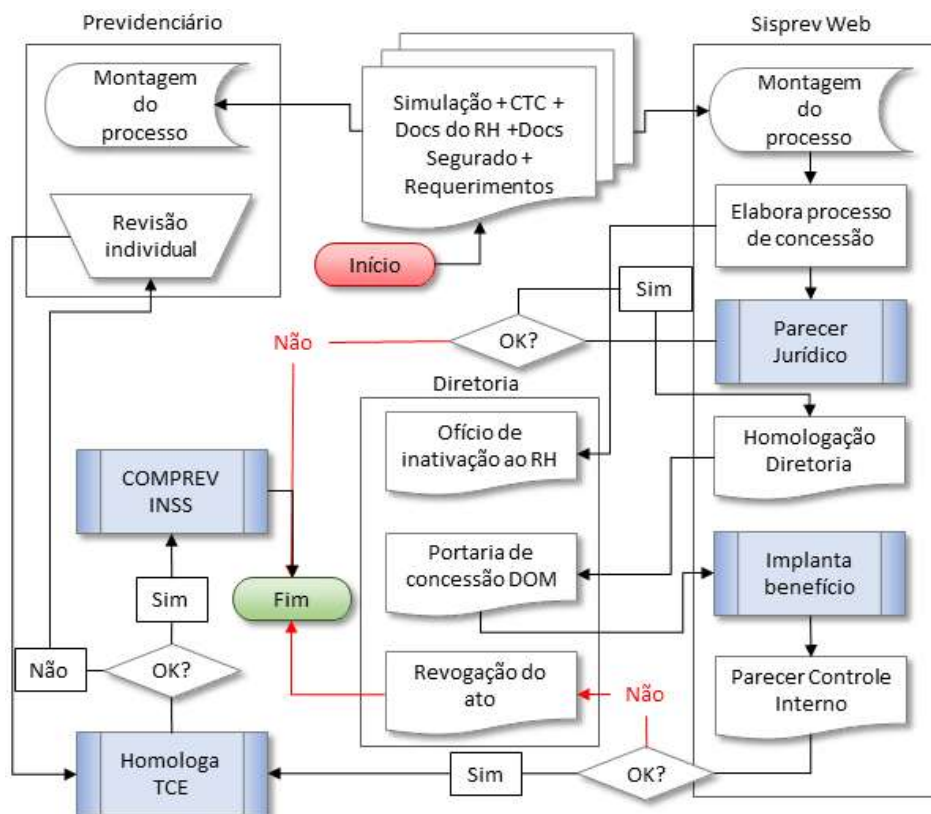 Previdenciário
Sisprev Web
Montagem
do
processo
Simulação + CTC +
Docs do RH +Docs
Segurado +
Requerimentos
Montagem
do
processo
Revisão
individual
Início
Elabora processo
de concessão
Sim
Não
OK?
Parecer
Jurídico
Diretoria
Ofício de
inativação ao RH
Homologação
Diretoria
COMPREV
INSS
Portaria de
concessão DOM
Implanta
benefício
Sim
Fim
Não
OK?
Revogação do
ato
Não
Parecer Controle
Interno
Homologa
TCE
Sim
OK?